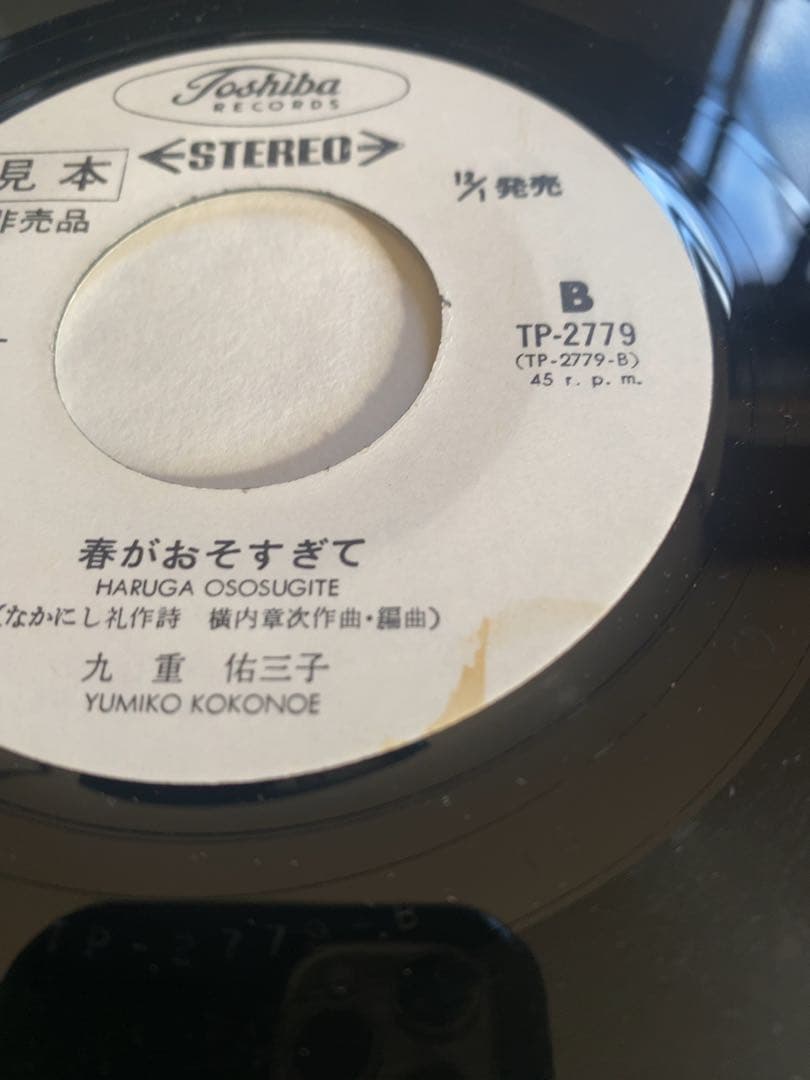 Toshiba
RECORDS
STEREO
見本
非売品
12/1 発売
B
TP-2779
(TP-2779-B)
45 r. p. m.
春がおそすぎて
HARUGA OSOSUGITE
(なかにし礼作詩 横内章次作曲・編曲)
九重 佑三子
YUMIKO KOKONOE
TP-2779-B